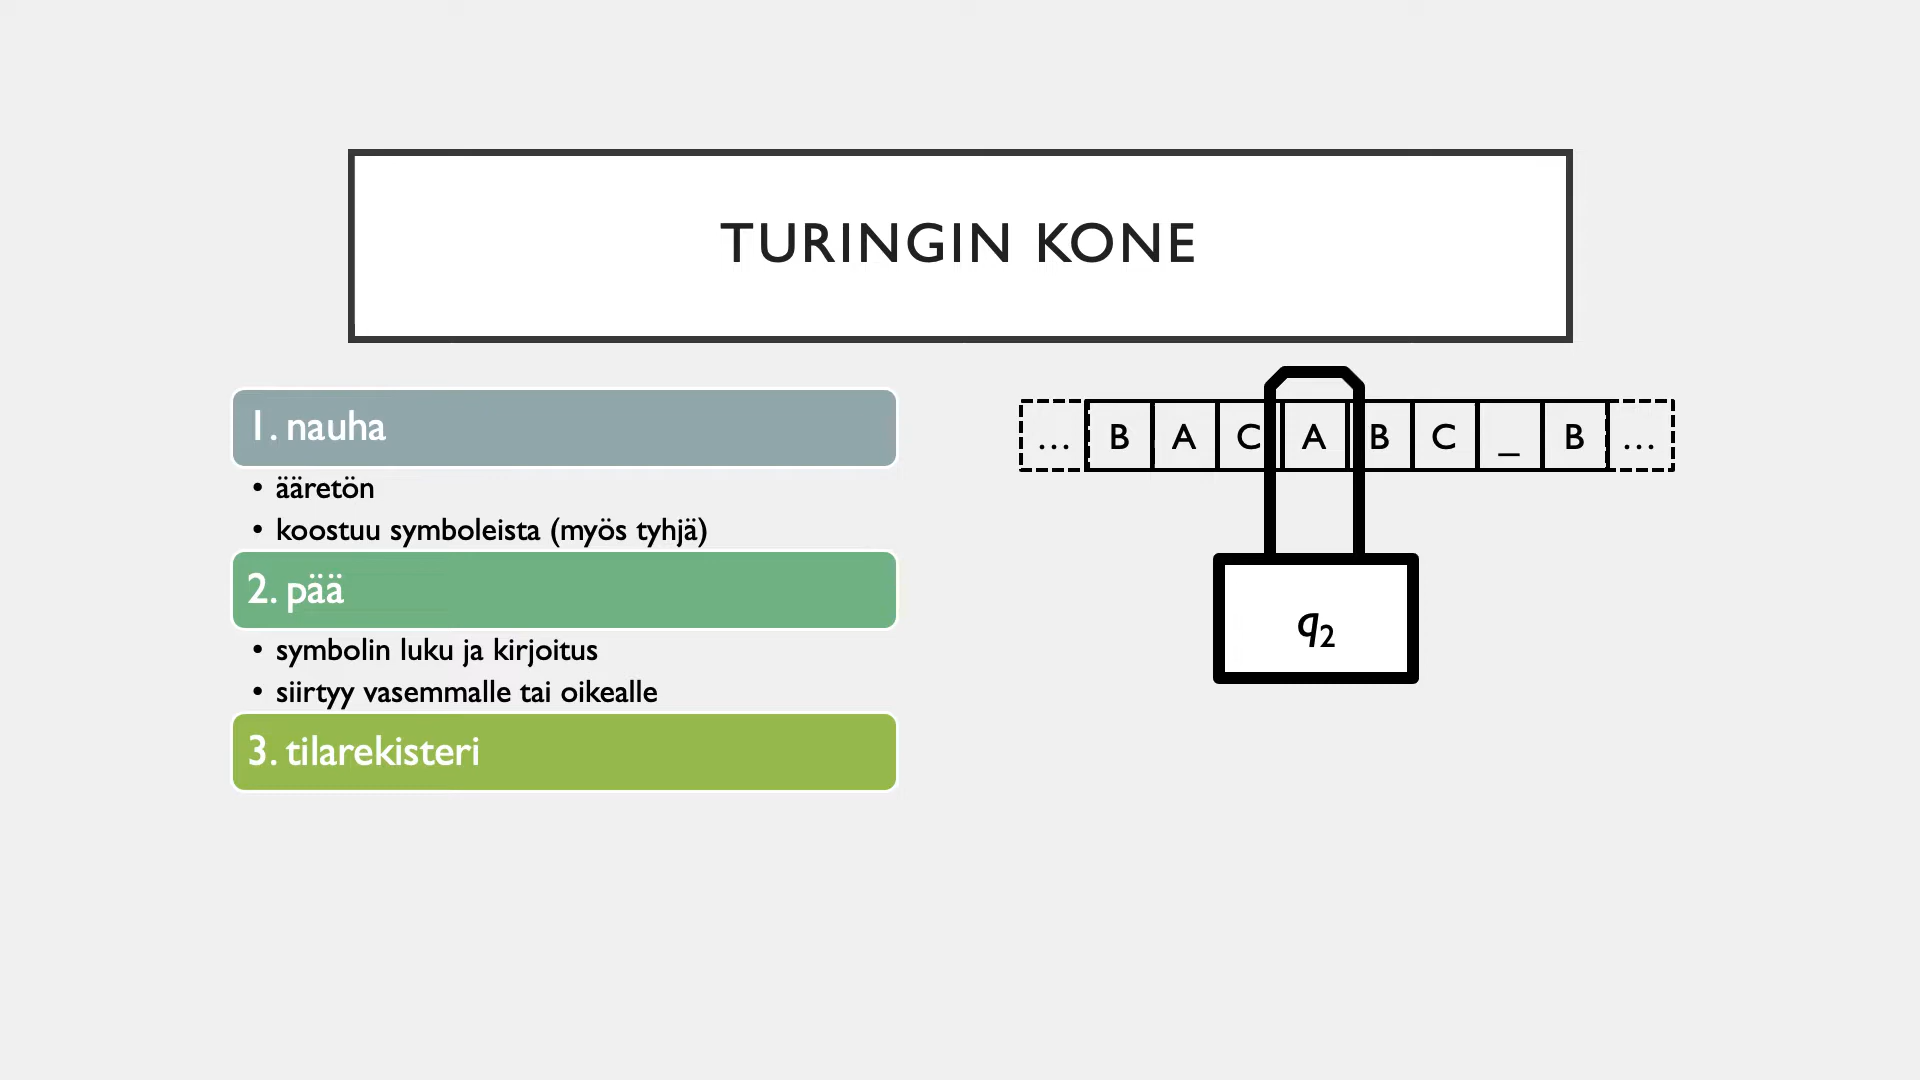 TURINGIN KONE
1. nauha
• ääretön
• koostuu symboleista (myös tyhjä)
2. pää
• symbolin luku ja kirjoitus
• siirtyy vasemmalle tai oikealle
3. tilarekisteri
... B A C A B C _ B ...
q2